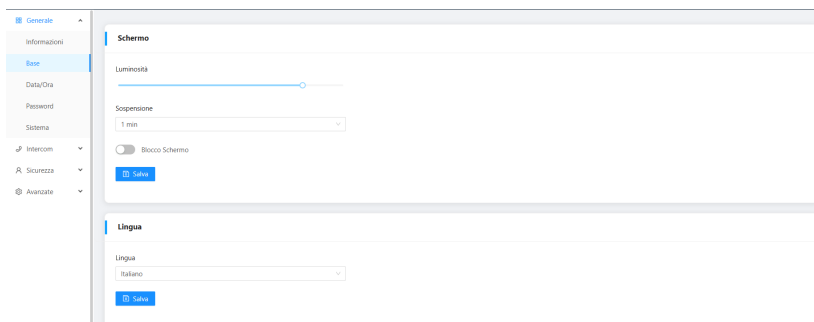 Generale
Informazioni
Base
Data/Ora
Password
Sistema
Intercom
Sicurezza
Avanzate
Schermo
Luminosità
Sospensione
1 min
Blocco Schermo
Salva
Lingua
Lingua
Italiano
Salva